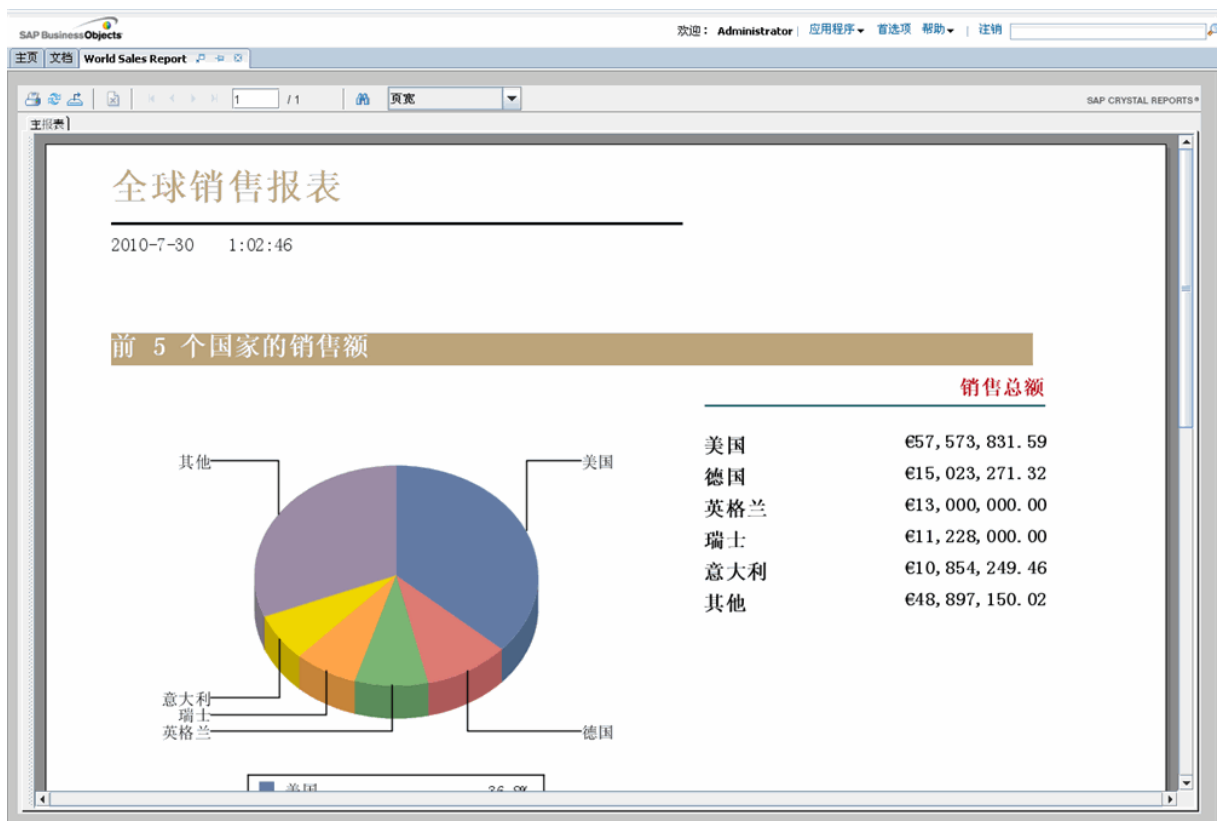 SAP BusinessObjects
欢迎： Administrator | 应用程序 首选项 帮助 | 注销
主页 文档 World Sales Report
1 / 1 页宽
SAP CRYSTAL REPORTS®
主报表
全球销售报表
2010-7-30 1:02:46
前 5 个国家的销售额
销售总额
美国 €57,573,831.59
德国 €15,023,271.32
英格兰 €13,000,000.00
瑞士 €11,228,000.00
意大利 €10,854,249.46
其他 €48,897,150.02
其他
美国
意大利
瑞士
英格兰
德国